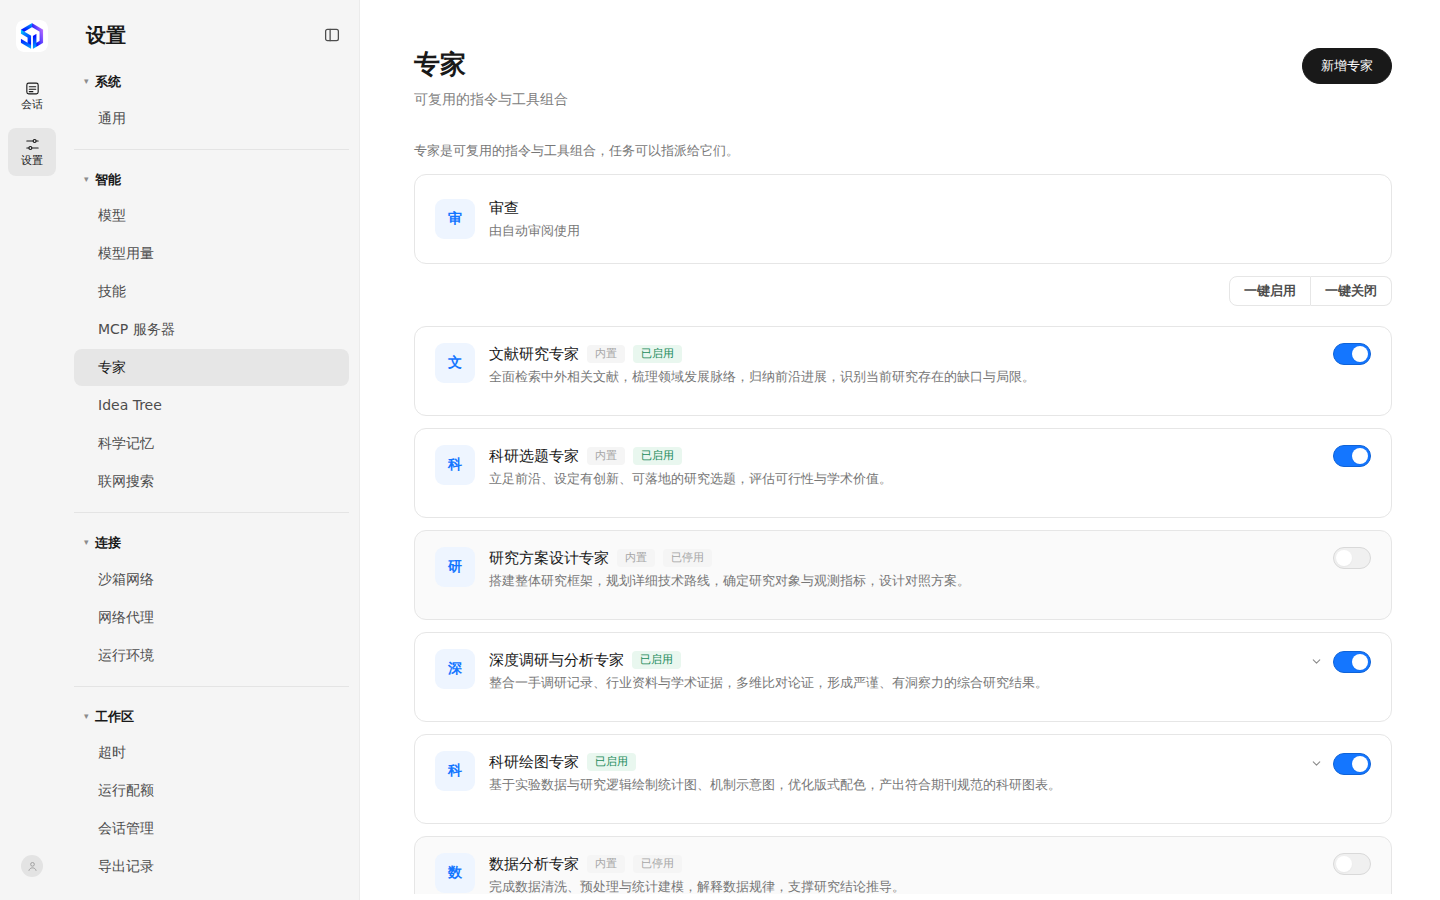 设置
会话
设置
系统
通用
智能
模型
模型用量
技能
MCP 服务器
专家
Idea Tree
科学记忆
联网搜索
连接
沙箱网络
网络代理
运行环境
工作区
超时
运行配额
会话管理
导出记录
专家
新增专家
可复用的指令与工具组合
专家是可复用的指令与工具组合，任务可以指派给它们。
审
审查
由自动审阅使用
一键启用
一键关闭
文
文献研究专家 内置 已启用
全面检索中外相关文献，梳理领域发展脉络，归纳前沿进展，识别当前研究存在的缺口与局限。
科
科研选题专家 内置 已启用
立足前沿、设定有创新、可落地的研究选题，评估可行性与学术价值。
研
研究方案设计专家 内置 已停用
搭建整体研究框架，规划详细技术路线，确定研究对象与观测指标，设计对照方案。
深
深度调研与分析专家 已启用
整合一手调研记录、行业资料与学术证据，多维比对论证，形成严谨、有洞察力的综合研究结果。
科
科研绘图专家 已启用
基于实验数据与研究逻辑绘制统计图、机制示意图，优化版式配色，产出符合期刊规范的科研图表。
数
数据分析专家 内置 已停用
完成数据清洗、预处理与统计建模，解释数据规律，支撑研究结论推导。